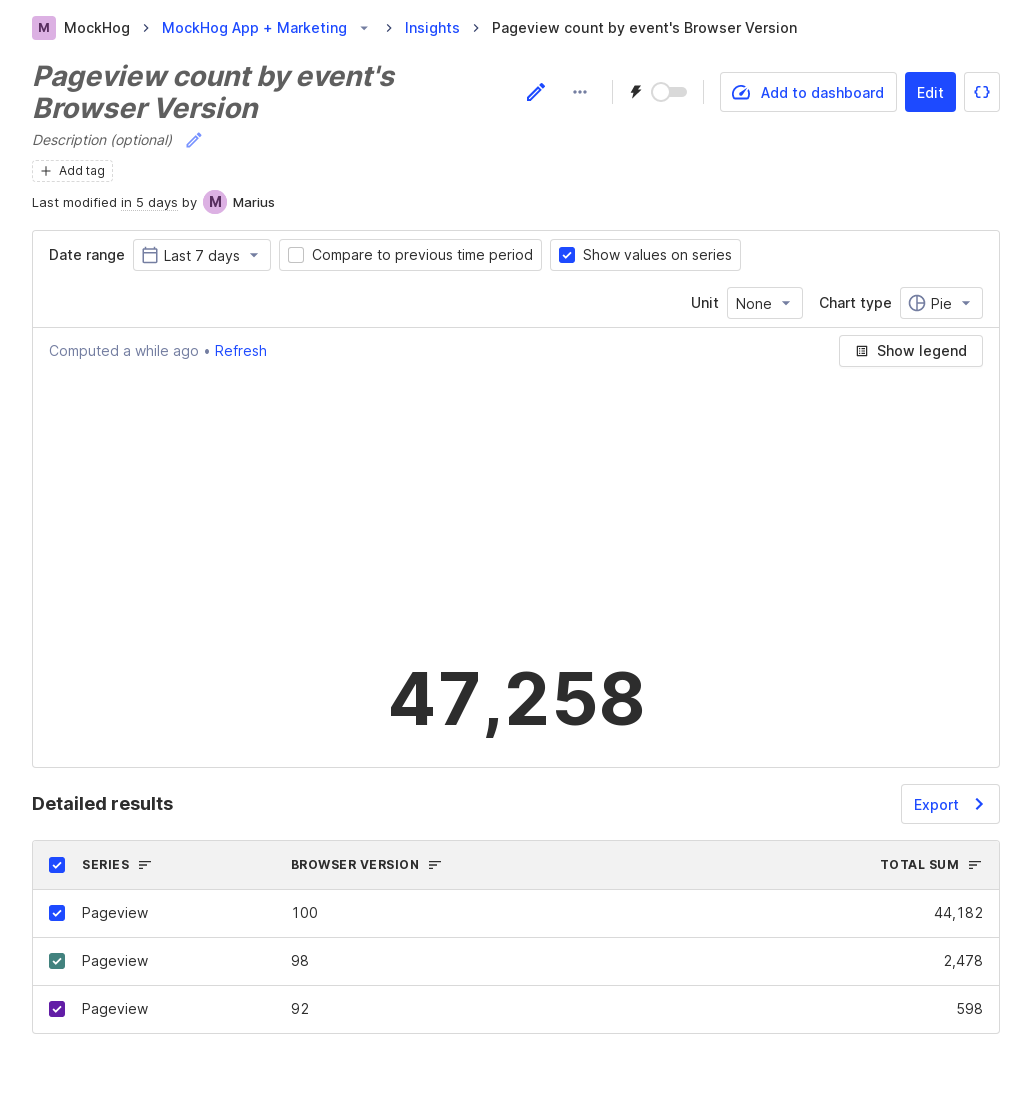 M MockHog MockHog App + Marketing Insights Pageview count by event's Browser Version
Pageview count by event's
Browser Version
Add to dashboard Edit
Description (optional)
Add tag
Last modified in 5 days by M Marius
Date range Last 7 days Compare to previous time period Show values on series
Unit None Chart type Pie
Computed a while ago • Refresh Show legend
47,258
Detailed results Export
SERIES BROWSER VERSION TOTAL SUM
Pageview 100 44,182
Pageview 98 2,478
Pageview 92 598